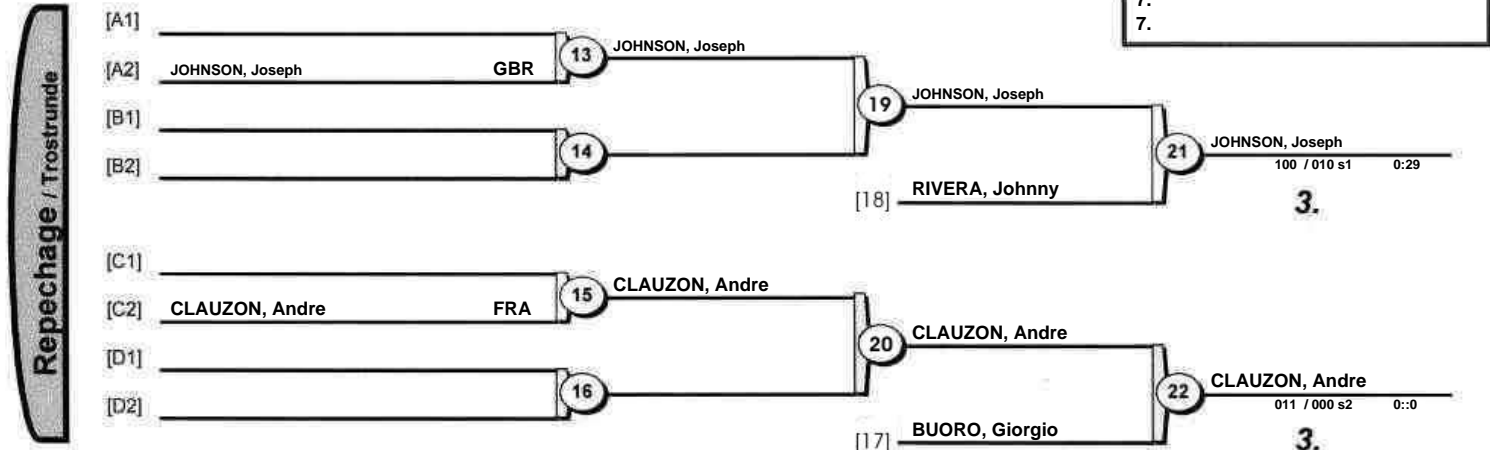 7.
7.
Repechage / Trostrunde
[A1]
[A2] JOHNSON, Joseph GBR
13 JOHNSON, Joseph
[B1]
[B2]
14
19 JOHNSON, Joseph
[18] RIVERA, Johnny
21 JOHNSON, Joseph
100 / 010 s1 0:29
3.
[C1]
[C2] CLAUZON, Andre FRA
15 CLAUZON, Andre
[D1]
[D2]
16
20 CLAUZON, Andre
[17] BUORO, Giorgio
22 CLAUZON, Andre
011 / 000 s2 0::0
3.